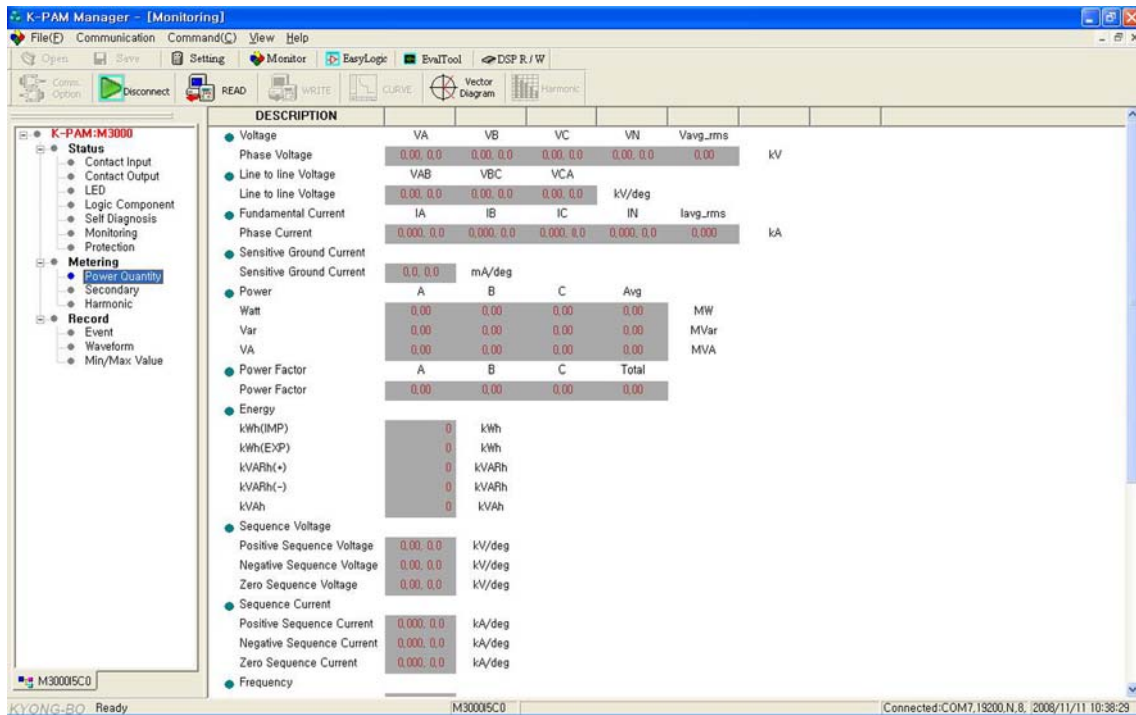 K-PAM Manager - [Monitoring]
File(F) Communication Command(C) View Help
Open Save Setting Monitor EasyLogic EvalTool DSP R / W
Comm. Option Disconnect READ WRITE CURVE Vector Diagram Harmonic
K-PAM:M3000
Status
Contact Input
Contact Output
LED
Logic Component
Self Diagnosis
Monitoring
Protection
Metering
Power Quantity
Secondary
Harmonic
Record
Event
Waveform
Min/Max Value
M3000I5C0
DESCRIPTION
Voltage VA VB VC VN Vavg_rms
Phase Voltage 0,00, 0,0 0,00, 0,0 0,00, 0,0 0,00, 0,0 0,00 kV
Line to line Voltage VAB VBC VCA
Line to line Voltage 0,00, 0,0 0,00, 0,0 0,00, 0,0 kV/deg
Fundamental Current IA IB IC IN Iavg_rms
Phase Current 0,000, 0,0 0,000, 0,0 0,000, 0,0 0,000, 0,0 0,000 kA
Sensitive Ground Current
Sensitive Ground Current 0,0, 0,0 mA/deg
Power A B C Avg
Watt 0,00 0,00 0,00 0,00 MW
Var 0,00 0,00 0,00 0,00 MVar
VA 0,00 0,00 0,00 0,00 MVA
Power Factor A B C Total
Power Factor 0,00 0,00 0,00 0,00
Energy
kWh(IMP) 0 kWh
kWh(EXP) 0 kWh
kVARh(+) 0 kVARh
kVARh(-) 0 kVARh
kVAh 0 kVAh
Sequence Voltage
Positive Sequence Voltage 0,00, 0,0 kV/deg
Negative Sequence Voltage 0,00, 0,0 kV/deg
Zero Sequence Voltage 0,00, 0,0 kV/deg
Sequence Current
Positive Sequence Current 0,000, 0,0 kA/deg
Negative Sequence Current 0,000, 0,0 kA/deg
Zero Sequence Current 0,000, 0,0 kA/deg
Frequency
KYONG-BO Ready M3000I5C0 Connected:COM7,19200,N,8, 2008/11/11 10:38:29